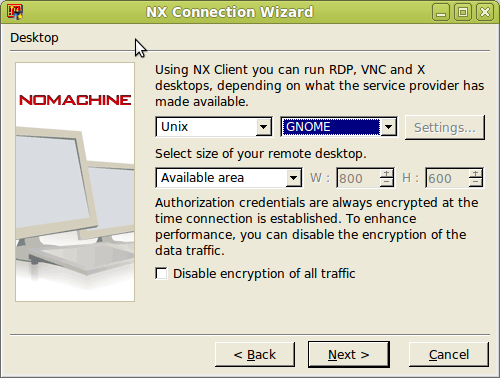 NX Connection Wizard
Desktop
NOMACHINE
Using NX Client you can run RDP, VNC and X
desktops, depending on what the service provider has
made available.
Unix GNOME Settings...
Select size of your remote desktop.
Available area W : 800 H : 600
Authorization credentials are always encrypted at the
time connection is established. To enhance
performance, you can disable the encryption of the
data traffic.
Disable encryption of all traffic
< Back Next > Cancel